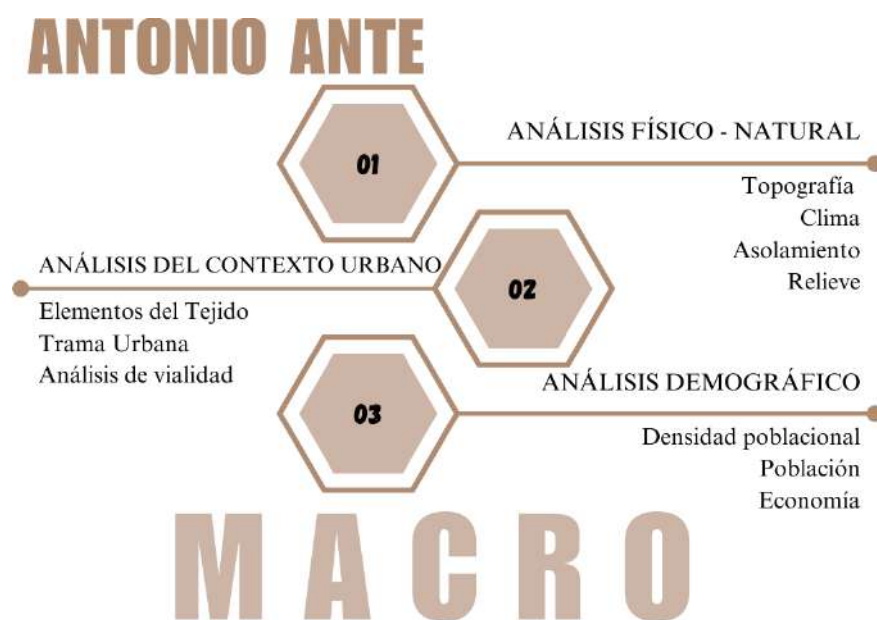 ANTONIO ANTE
01
ANÁLISIS FÍSICO - NATURAL
Topografía
Clima
Asolamiento
Relieve
02
ANÁLISIS DEL CONTEXTO URBANO
Elementos del Tejido
Trama Urbana
Análisis de vialidad
03
ANÁLISIS DEMOGRÁFICO
Densidad poblacional
Población
Economía
MACRO